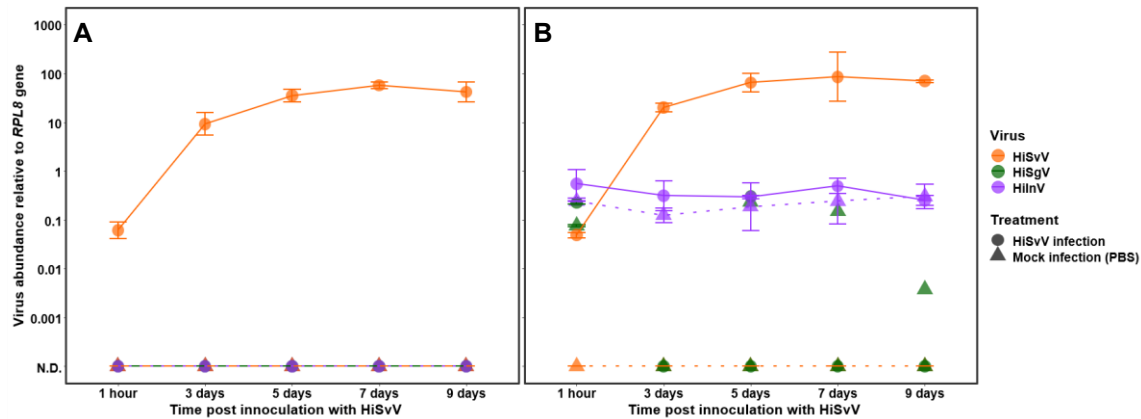 A
B
Virus abundance relative to RPL8 gene
1000
100
10
1
0.1
0.01
0.001
N.D.
1 hour
3 days
5 days
7 days
9 days
1 hour
3 days
5 days
7 days
9 days
Time post innoculation with HiSvV
Time post innoculation with HiSvV
Virus
HiSvV
HiSgV
HiInV
Treatment
HiSvV infection
Mock infection (PBS)